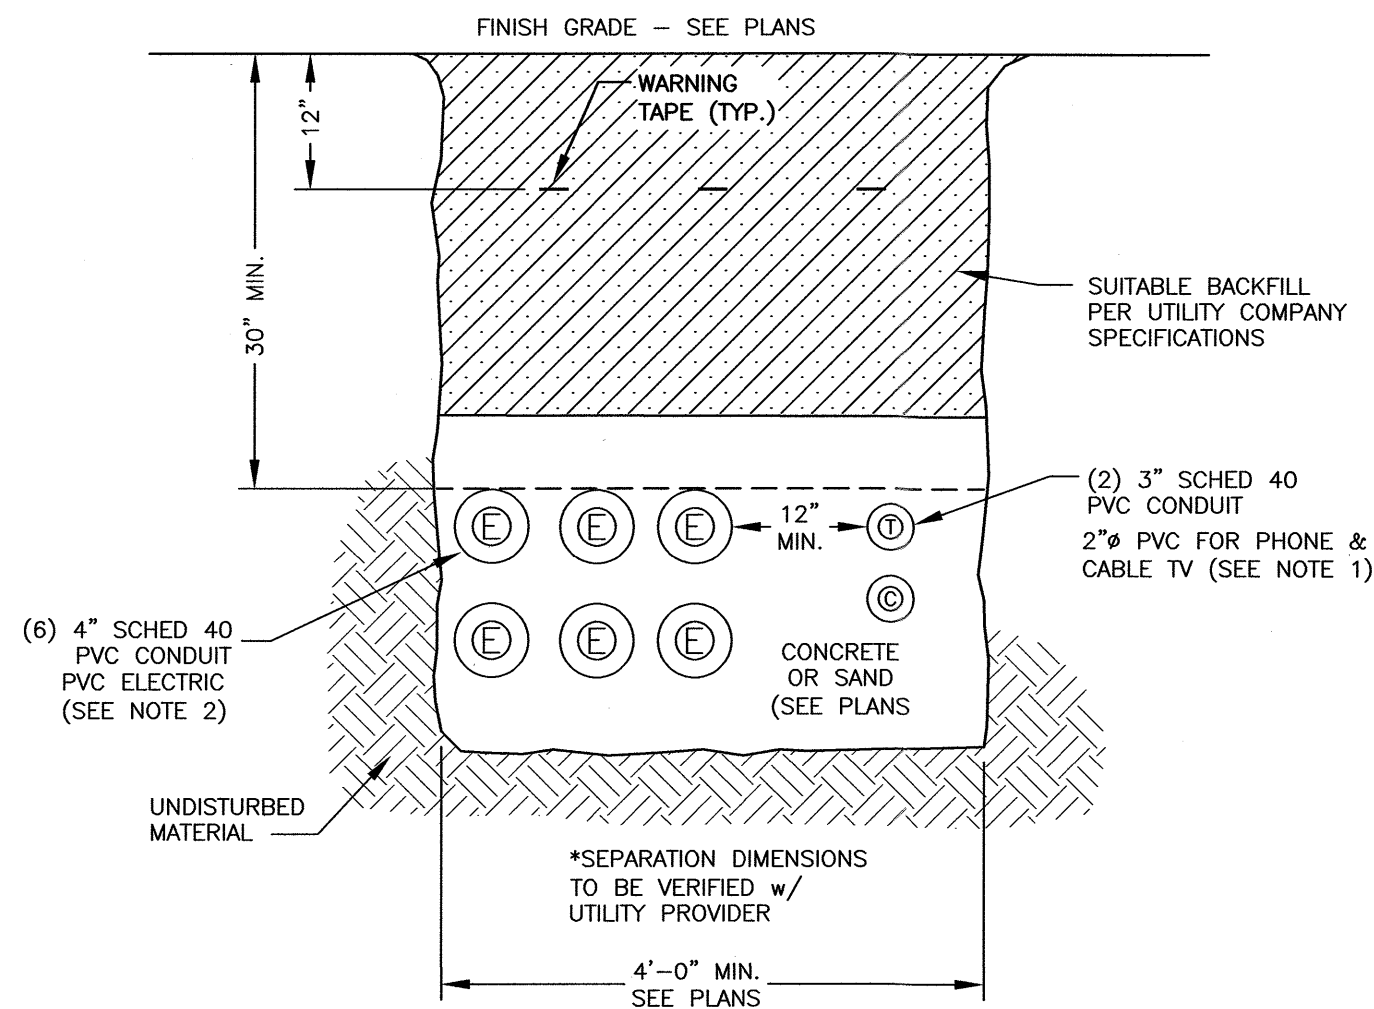 FINISH GRADE – SEE PLANS
WARNING
TAPE (TYP.)
12"
30" MIN.
SUITABLE BACKFILL
PER UTILITY COMPANY
SPECIFICATIONS
(2) 3" SCHED 40
PVC CONDUIT
2"ø PVC FOR PHONE &
CABLE TV (SEE NOTE 1)
E E E
12"
MIN.
T
C
E E E
(6) 4" SCHED 40
PVC CONDUIT
PVC ELECTRIC
(SEE NOTE 2)
CONCRETE
OR SAND
(SEE PLANS
UNDISTURBED
MATERIAL
*SEPARATION DIMENSIONS
TO BE VERIFIED w/
UTILITY PROVIDER
4'–0" MIN.
SEE PLANS